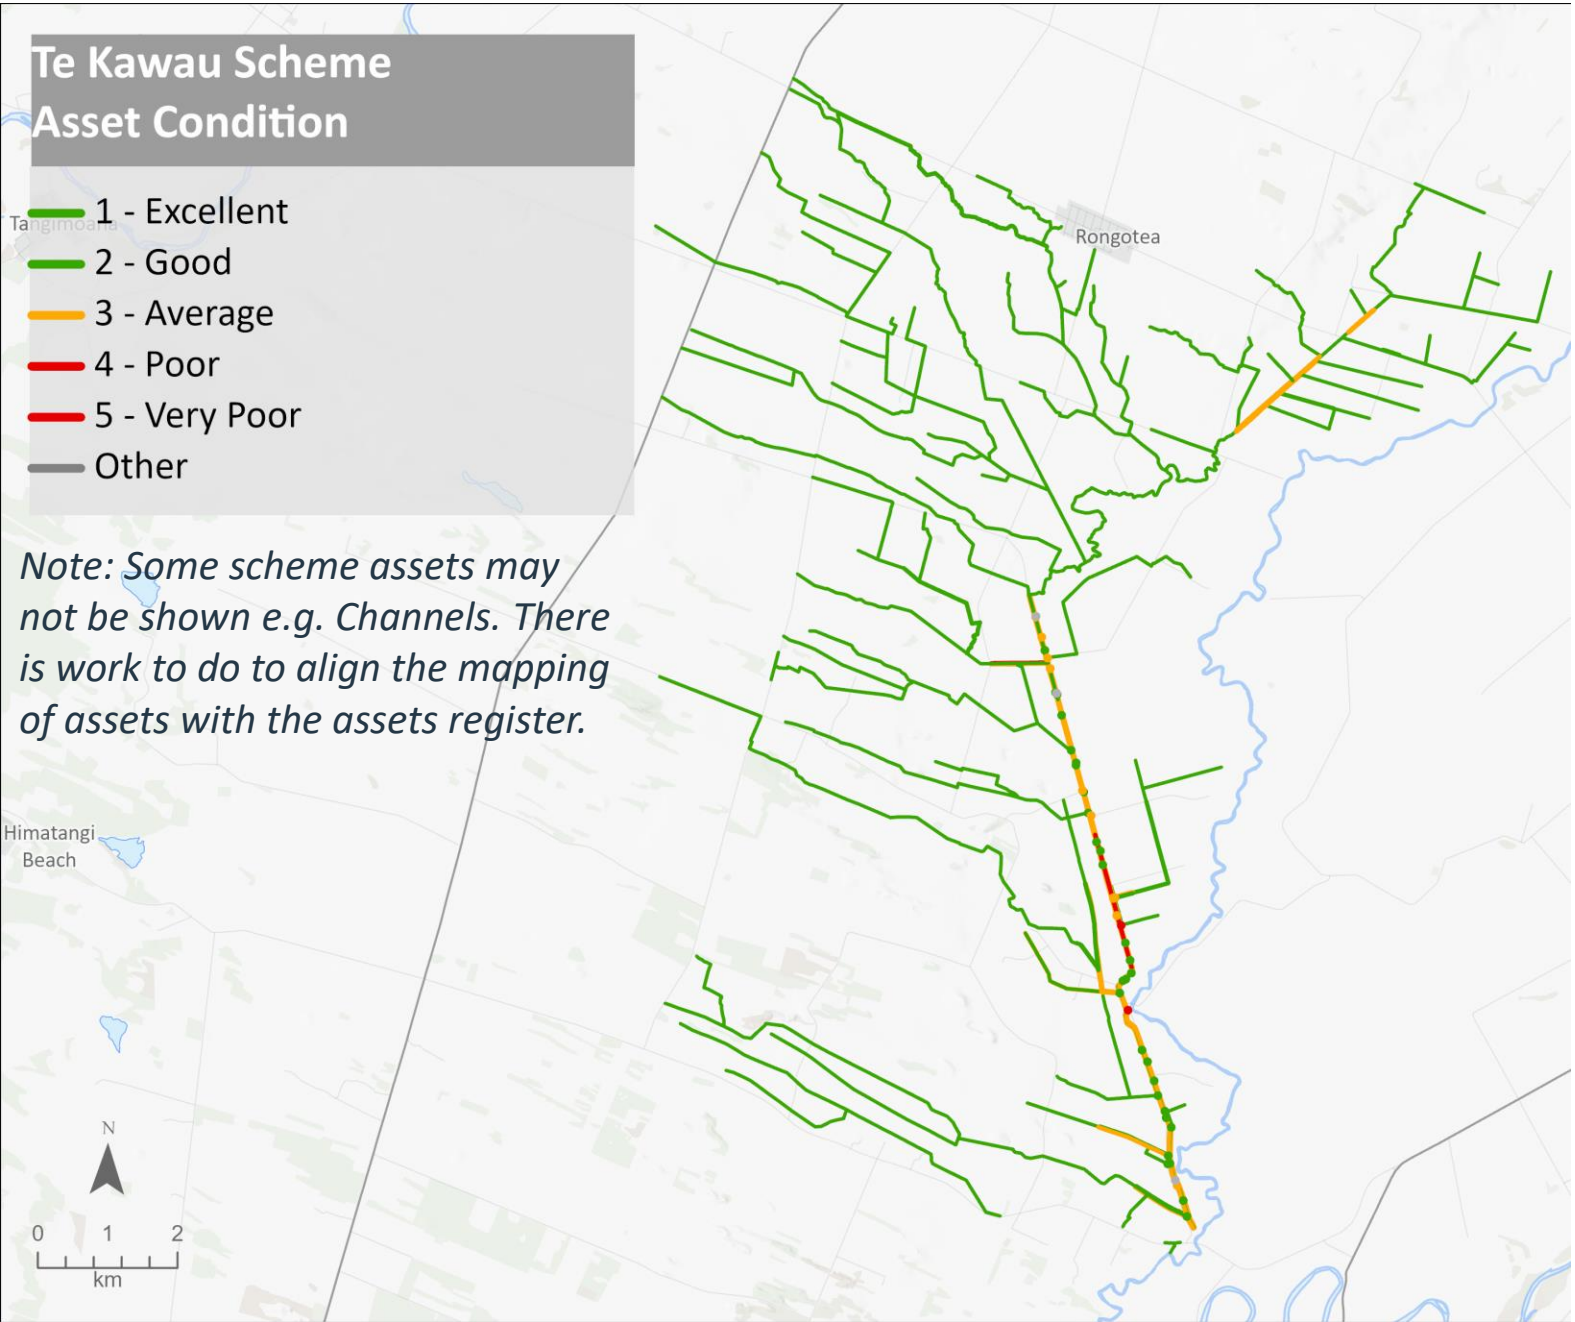 Te Kawau Scheme
Asset Condition
1 - Excellent
Tangimoana
2 - Good
3 - Average
4 - Poor
5 - Very Poor
Other
Rongotea
Note: Some scheme assets may
not be shown e.g. Channels. There
is work to do to align the mapping
of assets with the assets register.
Himatangi
Beach
N
0 1 2
km